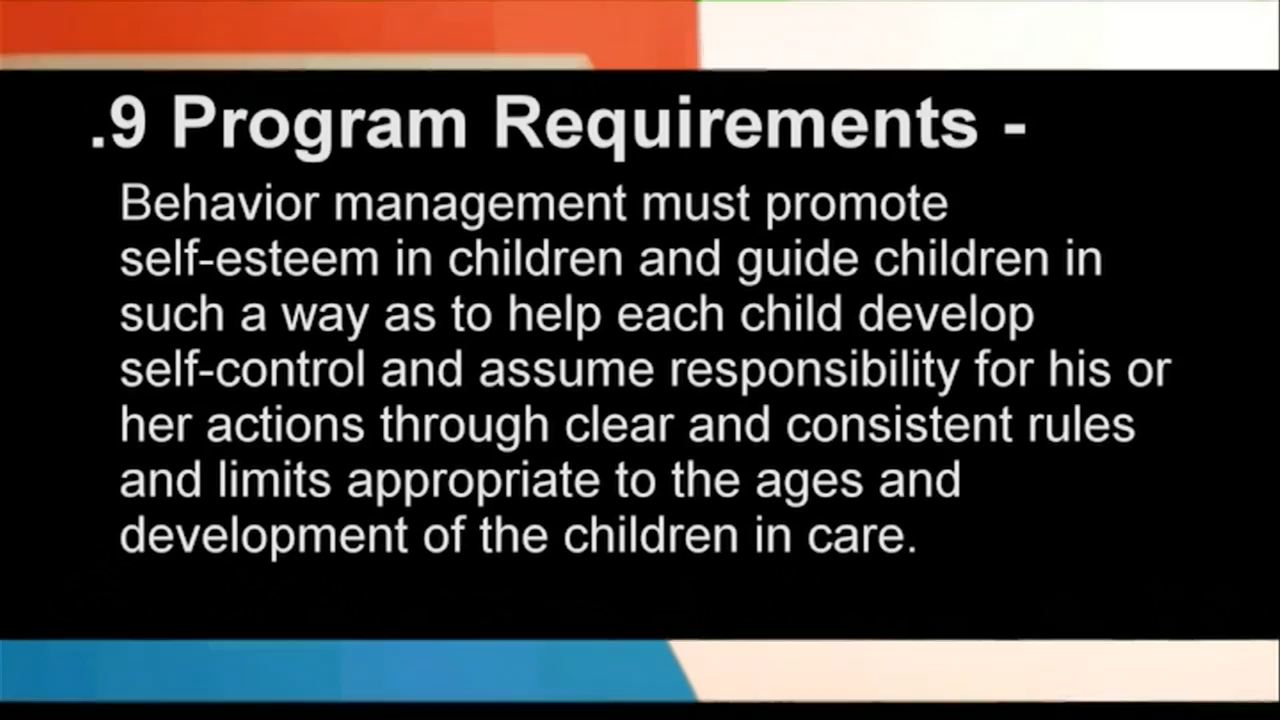 .9 Program Requirements -
Behavior management must promote
self-esteem in children and guide children in
such a way as to help each child develop
self-control and assume responsibility for his or
her actions through clear and consistent rules
and limits appropriate to the ages and
development of the children in care.